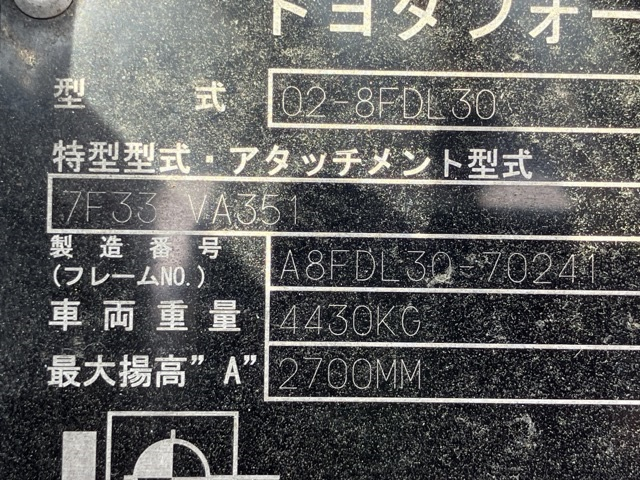 トヨタフォー
型 式 02-8FDL30
特型型式・アタッチメント型式
7F33 VA351
製造番号 A8FDL30-70241
(フレームNO.)
車両重量 4430KG
最大揚高"A" 2700MM